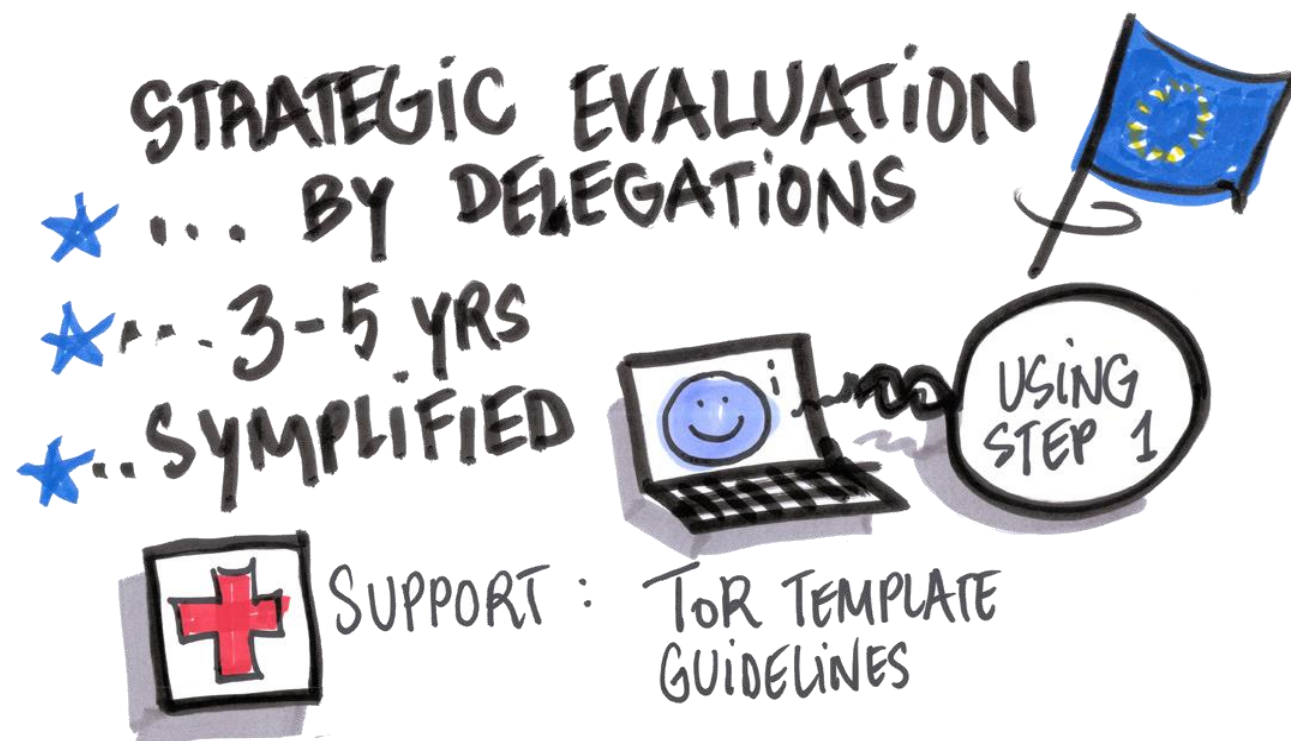 STRATEGIC EVALUATION
... BY DELEGATIONS
... 3-5 YRS
.. SYMPLIFIED
i
USING
STEP 1
SUPPORT : TOR TEMPLATE
GUIDELINES